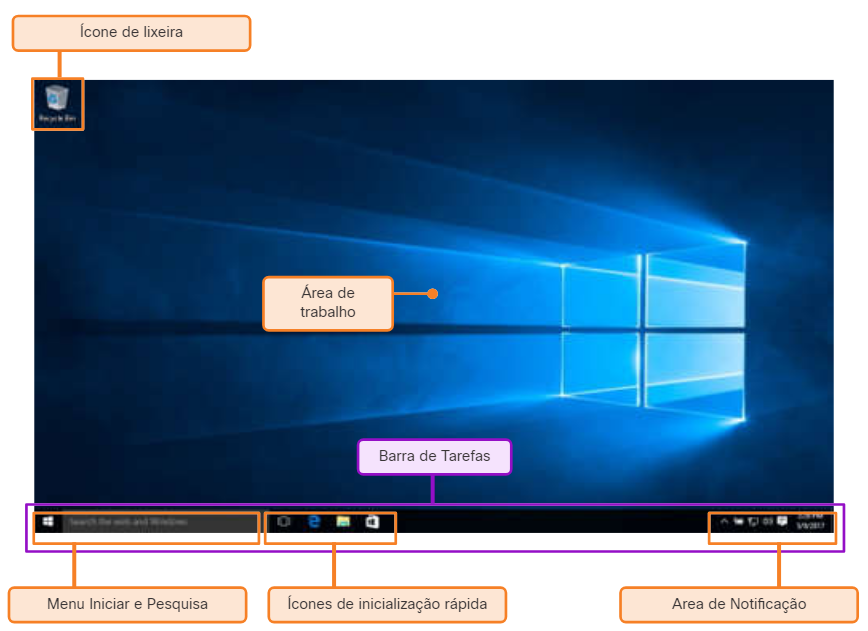 Ícone de lixeira
Recycle Bin
Área de
trabalho
Barra de Tarefas
Search the web and Windows
5/9/2017
Menu Iniciar e Pesquisa
Ícones de inicialização rápida
Area de Notificação